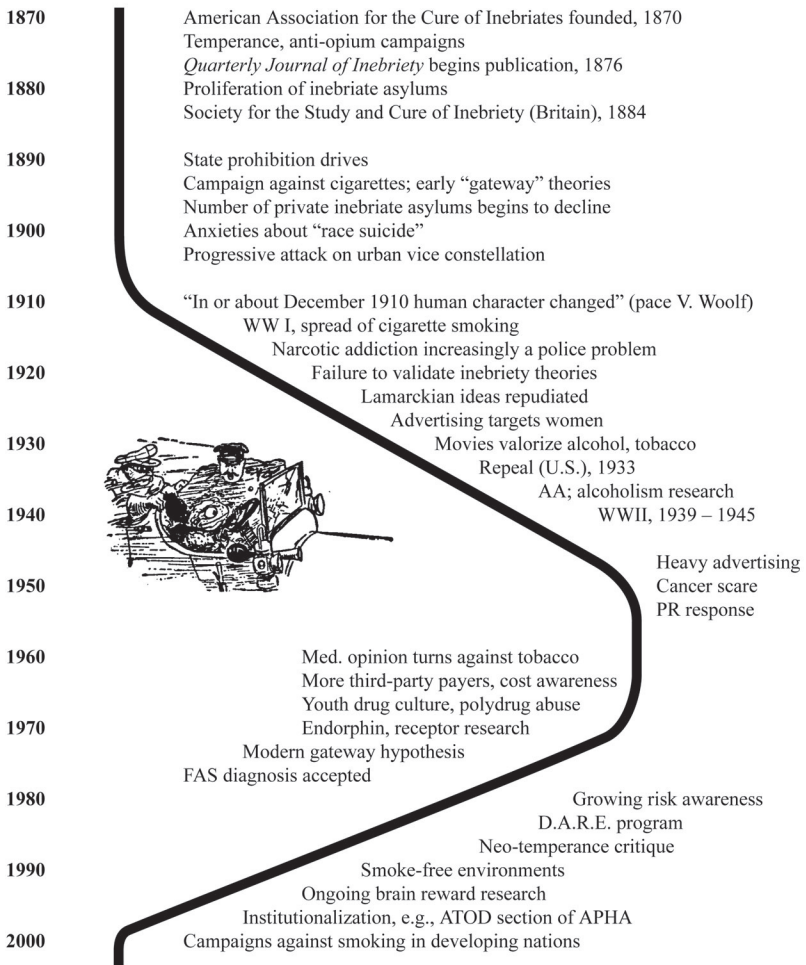 1870 American Association for the Cure of Inebriates founded, 1870
Temperance, anti-opium campaigns
Quarterly Journal of Inebriety begins publication, 1876
1880 Proliferation of inebriate asylums
Society for the Study and Cure of Inebriety (Britain), 1884
1890 State prohibition drives
Campaign against cigarettes; early “gateway” theories
Number of private inebriate asylums begins to decline
1900 Anxieties about “race suicide”
Progressive attack on urban vice constellation
1910 “In or about December 1910 human character changed” (pace V. Woolf)
WW I, spread of cigarette smoking
Narcotic addiction increasingly a police problem
1920 Failure to validate inebriety theories
Lamarckian ideas repudiated
Advertising targets women
1930 Movies valorize alcohol, tobacco
Repeal (U.S.), 1933
AA; alcoholism research
1940 WWII, 1939 – 1945
Heavy advertising
1950 Cancer scare
PR response
1960 Med. opinion turns against tobacco
More third-party payers, cost awareness
Youth drug culture, polydrug abuse
1970 Endorphin, receptor research
Modern gateway hypothesis
FAS diagnosis accepted
1980 Growing risk awareness
D.A.R.E. program
Neo-temperance critique
1990 Smoke-free environments
Ongoing brain reward research
Institutionalization, e.g., ATOD section of APHA
2000 Campaigns against smoking in developing nations